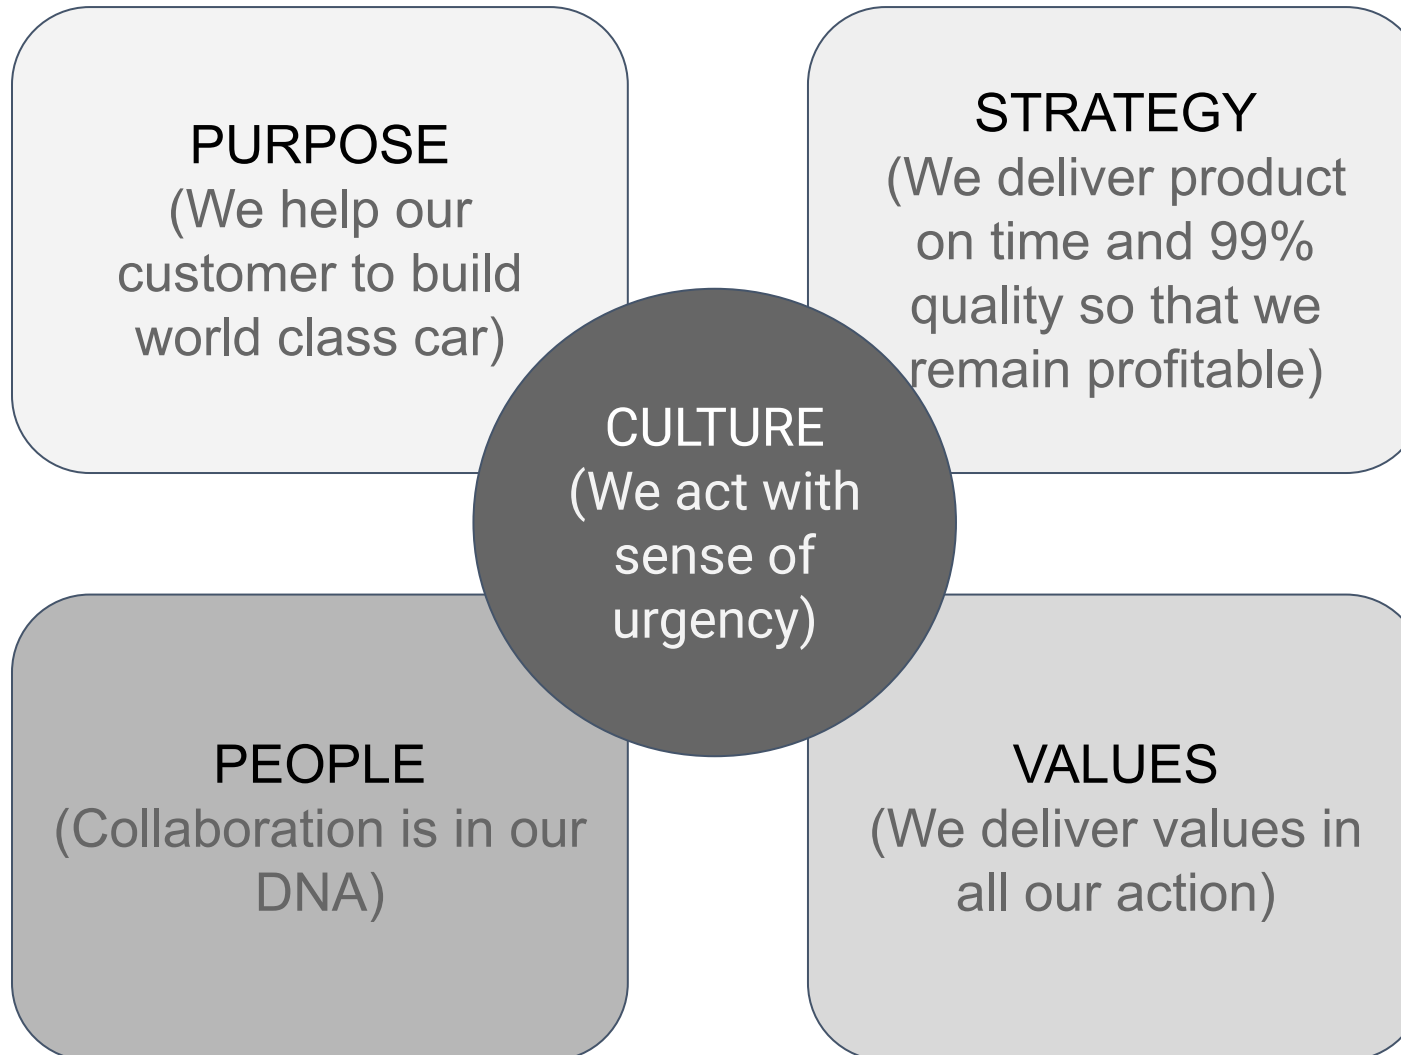 PURPOSE
(We help our
customer to build
world class car)
STRATEGY
(We deliver product
on time and 99%
quality so that we
remain profitable)
CULTURE
(We act with
sense of
urgency)
PEOPLE
(Collaboration is in our
DNA)
VALUES
(We deliver values in
all our action)